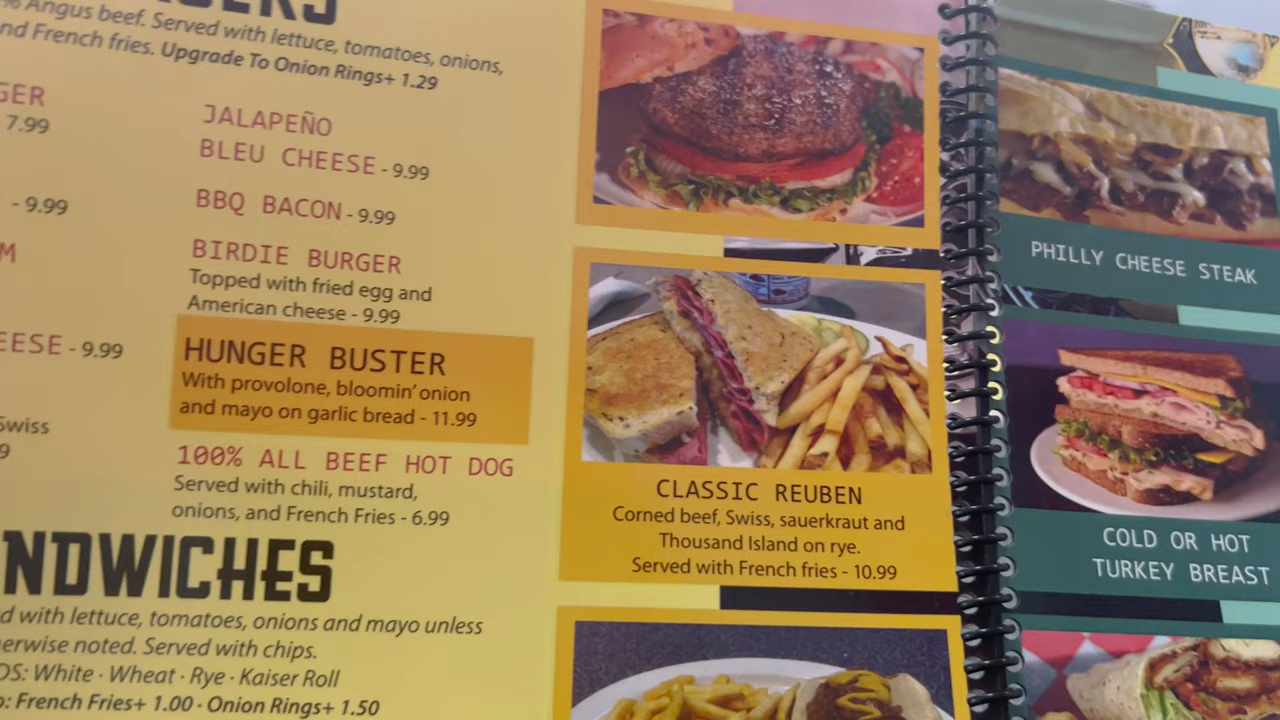 % Angus beef. Served with lettuce, tomatoes, onions,
nd French fries. Upgrade To Onion Rings+ 1.29
GER
7.99
- 9.99
M
EESE - 9.99
Swiss
9
JALAPEÑO
BLEU CHEESE - 9.99
BBQ BACON - 9.99
BIRDIE BURGER
Topped with fried egg and
American cheese - 9.99
HUNGER BUSTER
With provolone, bloomin' onion
and mayo on garlic bread - 11.99
100% ALL BEEF HOT DOG
Served with chili, mustard,
onions, and French Fries - 6.99
NDWICHES
d with lettuce, tomatoes, onions and mayo unless
erwise noted. Served with chips.
DS: White · Wheat · Rye · Kaiser Roll
o: French Fries+ 1.00 · Onion Rings+ 1.50
CLASSIC REUBEN
Corned beef, Swiss, sauerkraut and
Thousand Island on rye.
Served with French fries - 10.99
PHILLY CHEESE STEAK
COLD OR HOT
TURKEY BREAST